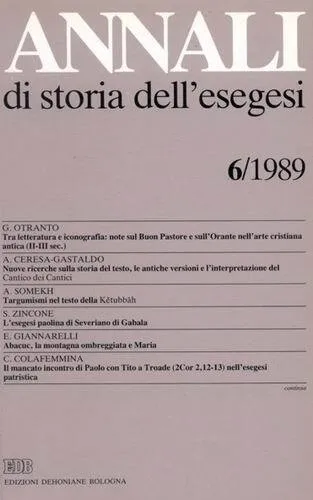 ANNALI
di storia dell'esegesi
6/1989
G. OTRANTO
Tra letteratura e iconografia: note sul Buon Pastore e sull'Orante nell'arte cristiana
antica (II-III sec.)
A. CERESA-GASTALDO
Nuove ricerche sulla storia del testo, le antiche versioni e l'interpretazione del
Cantico dei Cantici
A. SOMEKH
Targumismi nel testo della Kĕtubbàh
S. ZINCONE
L'esegesi paolina di Severiano di Gabala
E. GIANNARELLI
Abacuc, la montagna ombreggiata e Maria
C. COLAFEMMINA
Il mancato incontro di Paolo con Tito a Troade (2Cor 2,12-13) nell'esegesi
patristica
continua
EDB
EDIZIONI DEHONIANE BOLOGNA